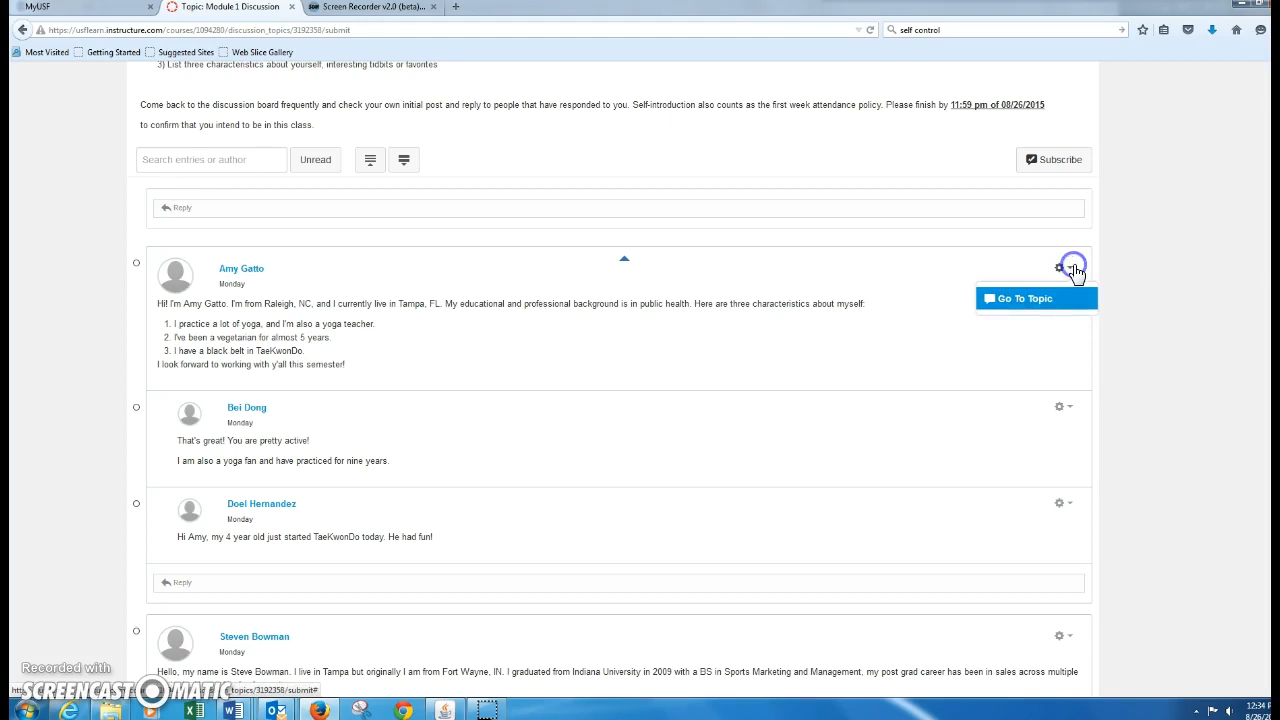 MyUSF
Topic: Module 1 Discussion
Screen Recorder v2.0 (beta)...
https://usflearn.instructure.com/courses/1094280/discussion_topics/3192358/submit
self control
Most Visited
Getting Started
Suggested Sites
Web Slice Gallery
3) List three characteristics about yourself, interesting tidbits or favorites
Come back to the discussion board frequently and check your own initial post and reply to people that have responded to you. Self-introduction also counts as the first week attendance policy. Please finish by 11:59 pm of 08/26/2015
to confirm that you intend to be in this class.
Search entries or author
Unread
Subscribe
Reply
Amy Gatto
Monday
Go To Topic
Hi! I'm Amy Gatto. I'm from Raleigh, NC, and I currently live in Tampa, FL. My educational and professional background is in public health. Here are three characteristics about myself:
1. I practice a lot of yoga, and I'm also a yoga teacher.
2. I've been a vegetarian for almost 5 years.
3. I have a black belt in TaeKwonDo.
I look forward to working with y'all this semester!
Bei Dong
Monday
That's great! You are pretty active!
I am also a yoga fan and have practiced for nine years.
Doel Hernandez
Monday
Hi Amy, my 4 year old just started TaeKwonDo today. He had fun!
Reply
Steven Bowman
Monday
Hello, my name is Steve Bowman. I live in Tampa but originally I am from Fort Wayne, IN. I graduated from Indiana University in 2009 with a BS in Sports Marketing and Management, my post grad career has been in sales across multiple
Recorded with
SCREENCAST-O-MATIC
_topics/3192358/submit#
12:34 P